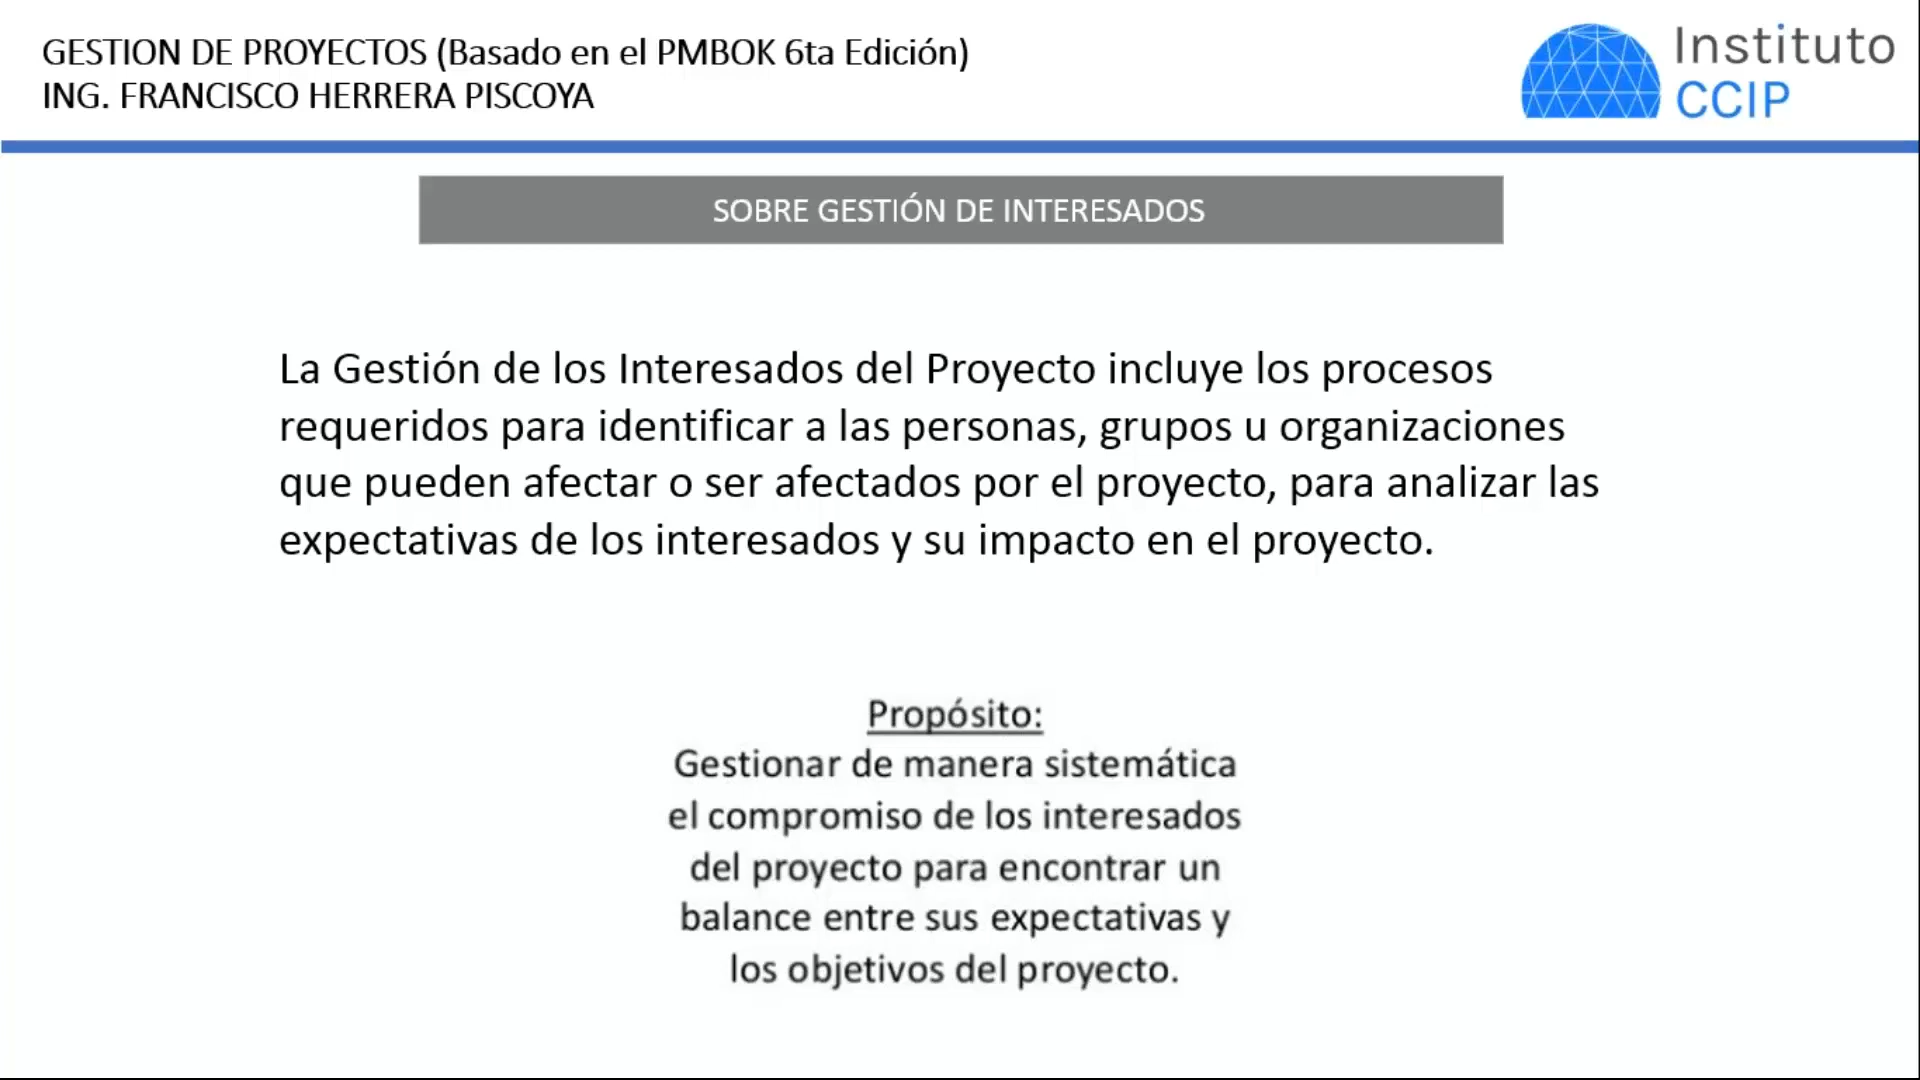 GESTION DE PROYECTOS (Basado en el PMBOK 6ta Edición)
ING. FRANCISCO HERRERA PISCOYA
Instituto
CCIP
SOBRE GESTIÓN DE INTERESADOS
La Gestión de los Interesados del Proyecto incluye los procesos
requeridos para identificar a las personas, grupos u organizaciones
que pueden afectar o ser afectados por el proyecto, para analizar las
expectativas de los interesados y su impacto en el proyecto.
Propósito:
Gestionar de manera sistemática
el compromiso de los interesados
del proyecto para encontrar un
balance entre sus expectativas y
los objetivos del proyecto.